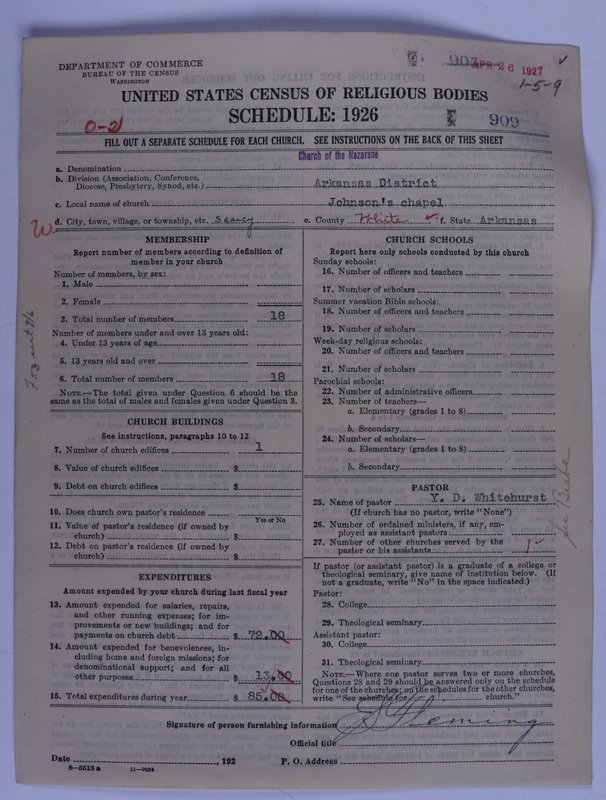 DEPARTMENT OF COMMERCE
BUREAU OF THE CENSUS
WASHINGTON
APR 26 1927
1-5-9
UNITED STATES CENSUS OF RELIGIOUS BODIES
SCHEDULE: 1926
909
0-2
FILL OUT A SEPARATE SCHEDULE FOR EACH CHURCH. SEE INSTRUCTIONS ON THE BACK OF THIS SHEET
Church of the Nazarene
a. Denomination
b. Division (Association, Conference, Diocese, Presbytery, Synod, etc.) Arkansas District
c. Local name of church Johnson's chapel
W.
d. City, town, village, or township, etc. Searcy e. County White f. State Arkansas
MEMBERSHIP
Report number of members according to definition of
member in your church
Number of members, by sex:
1. Male
2. Female
3. Total number of members 18
Number of members under and over 13 years old:
4. Under 13 years of age
5. 13 years old and over
6. Total number of members 18
NOTE.—The total given under Question 6 should be the
same as the total of males and females given under Question 3.
CHURCH BUILDINGS
See instructions, paragraphs 10 to 12
7. Number of church edifices 1
8. Value of church edifices $
9. Debt on church edifices $
10. Does church own pastor's residence
Yes or No
11. Value of pastor's residence (if owned by
church) $
12. Debt on pastor's residence (if owned by
church) $
EXPENDITURES
Amount expended by your church during last fiscal year
13. Amount expended for salaries, repairs,
and other running expenses; for im-
provements or new buildings; and for
payments on church debt $ 72.00
14. Amount expended for benevolences, in-
cluding home and foreign missions; for
denominational support; and for all
other purposes $ 13.00
15. Total expenditures during year $ 85.00
CHURCH SCHOOLS
Report here only schools conducted by this church
Sunday schools:
16. Number of officers and teachers
17. Number of scholars
Summer vacation Bible schools:
18. Number of officers and teachers
19. Number of scholars
Week-day religious schools:
20. Number of officers and teachers
21. Number of scholars
Parochial schools:
22. Number of administrative officers
23. Number of teachers—
a. Elementary (grades 1 to 8)
b. Secondary
24. Number of scholars—
a. Elementary (grades 1 to 8)
b. Secondary
PASTOR
25. Name of pastor Y. D. Whitehurst
(If church has no pastor, write "None")
26. Number of ordained ministers, if any, em-
ployed as assistant pastors
27. Number of other churches served by the
pastor or his assistants 1
See Beebe
If pastor (or assistant pastor) is a graduate of a college or
theological seminary, give name of institution below. (If
not a graduate, write "No" in the space indicated.)
Pastor:
28. College
29. Theological seminary
Assistant pastor:
30. College
31. Theological seminary
NOTE.—Where one pastor serves two or more churches,
Questions 28 and 29 should be answered only on the schedule
for one of the churches; on the schedules for the other churches,
write "See schedule for church."
Signature of person furnishing information Fleming
Official title
Date , 192 P. O. Address
8—5518a 11—9054